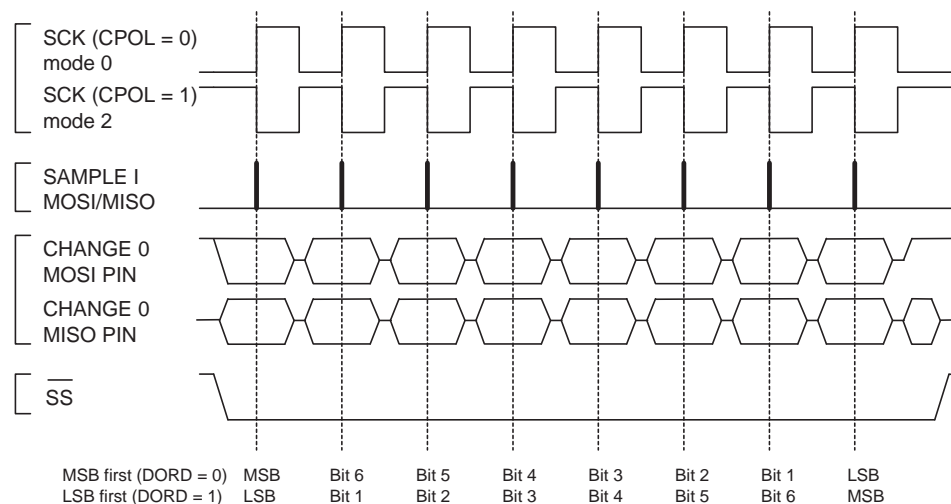 SCK (CPOL = 0)
mode 0
SCK (CPOL = 1)
mode 2
SAMPLE I
MOSI/MISO
CHANGE 0
MOSI PIN
CHANGE 0
MISO PIN
SS
MSB first (DORD = 0) MSB Bit 6 Bit 5 Bit 4 Bit 3 Bit 2 Bit 1 LSB
LSB first (DORD = 1) LSB Bit 1 Bit 2 Bit 3 Bit 4 Bit 5 Bit 6 MSB